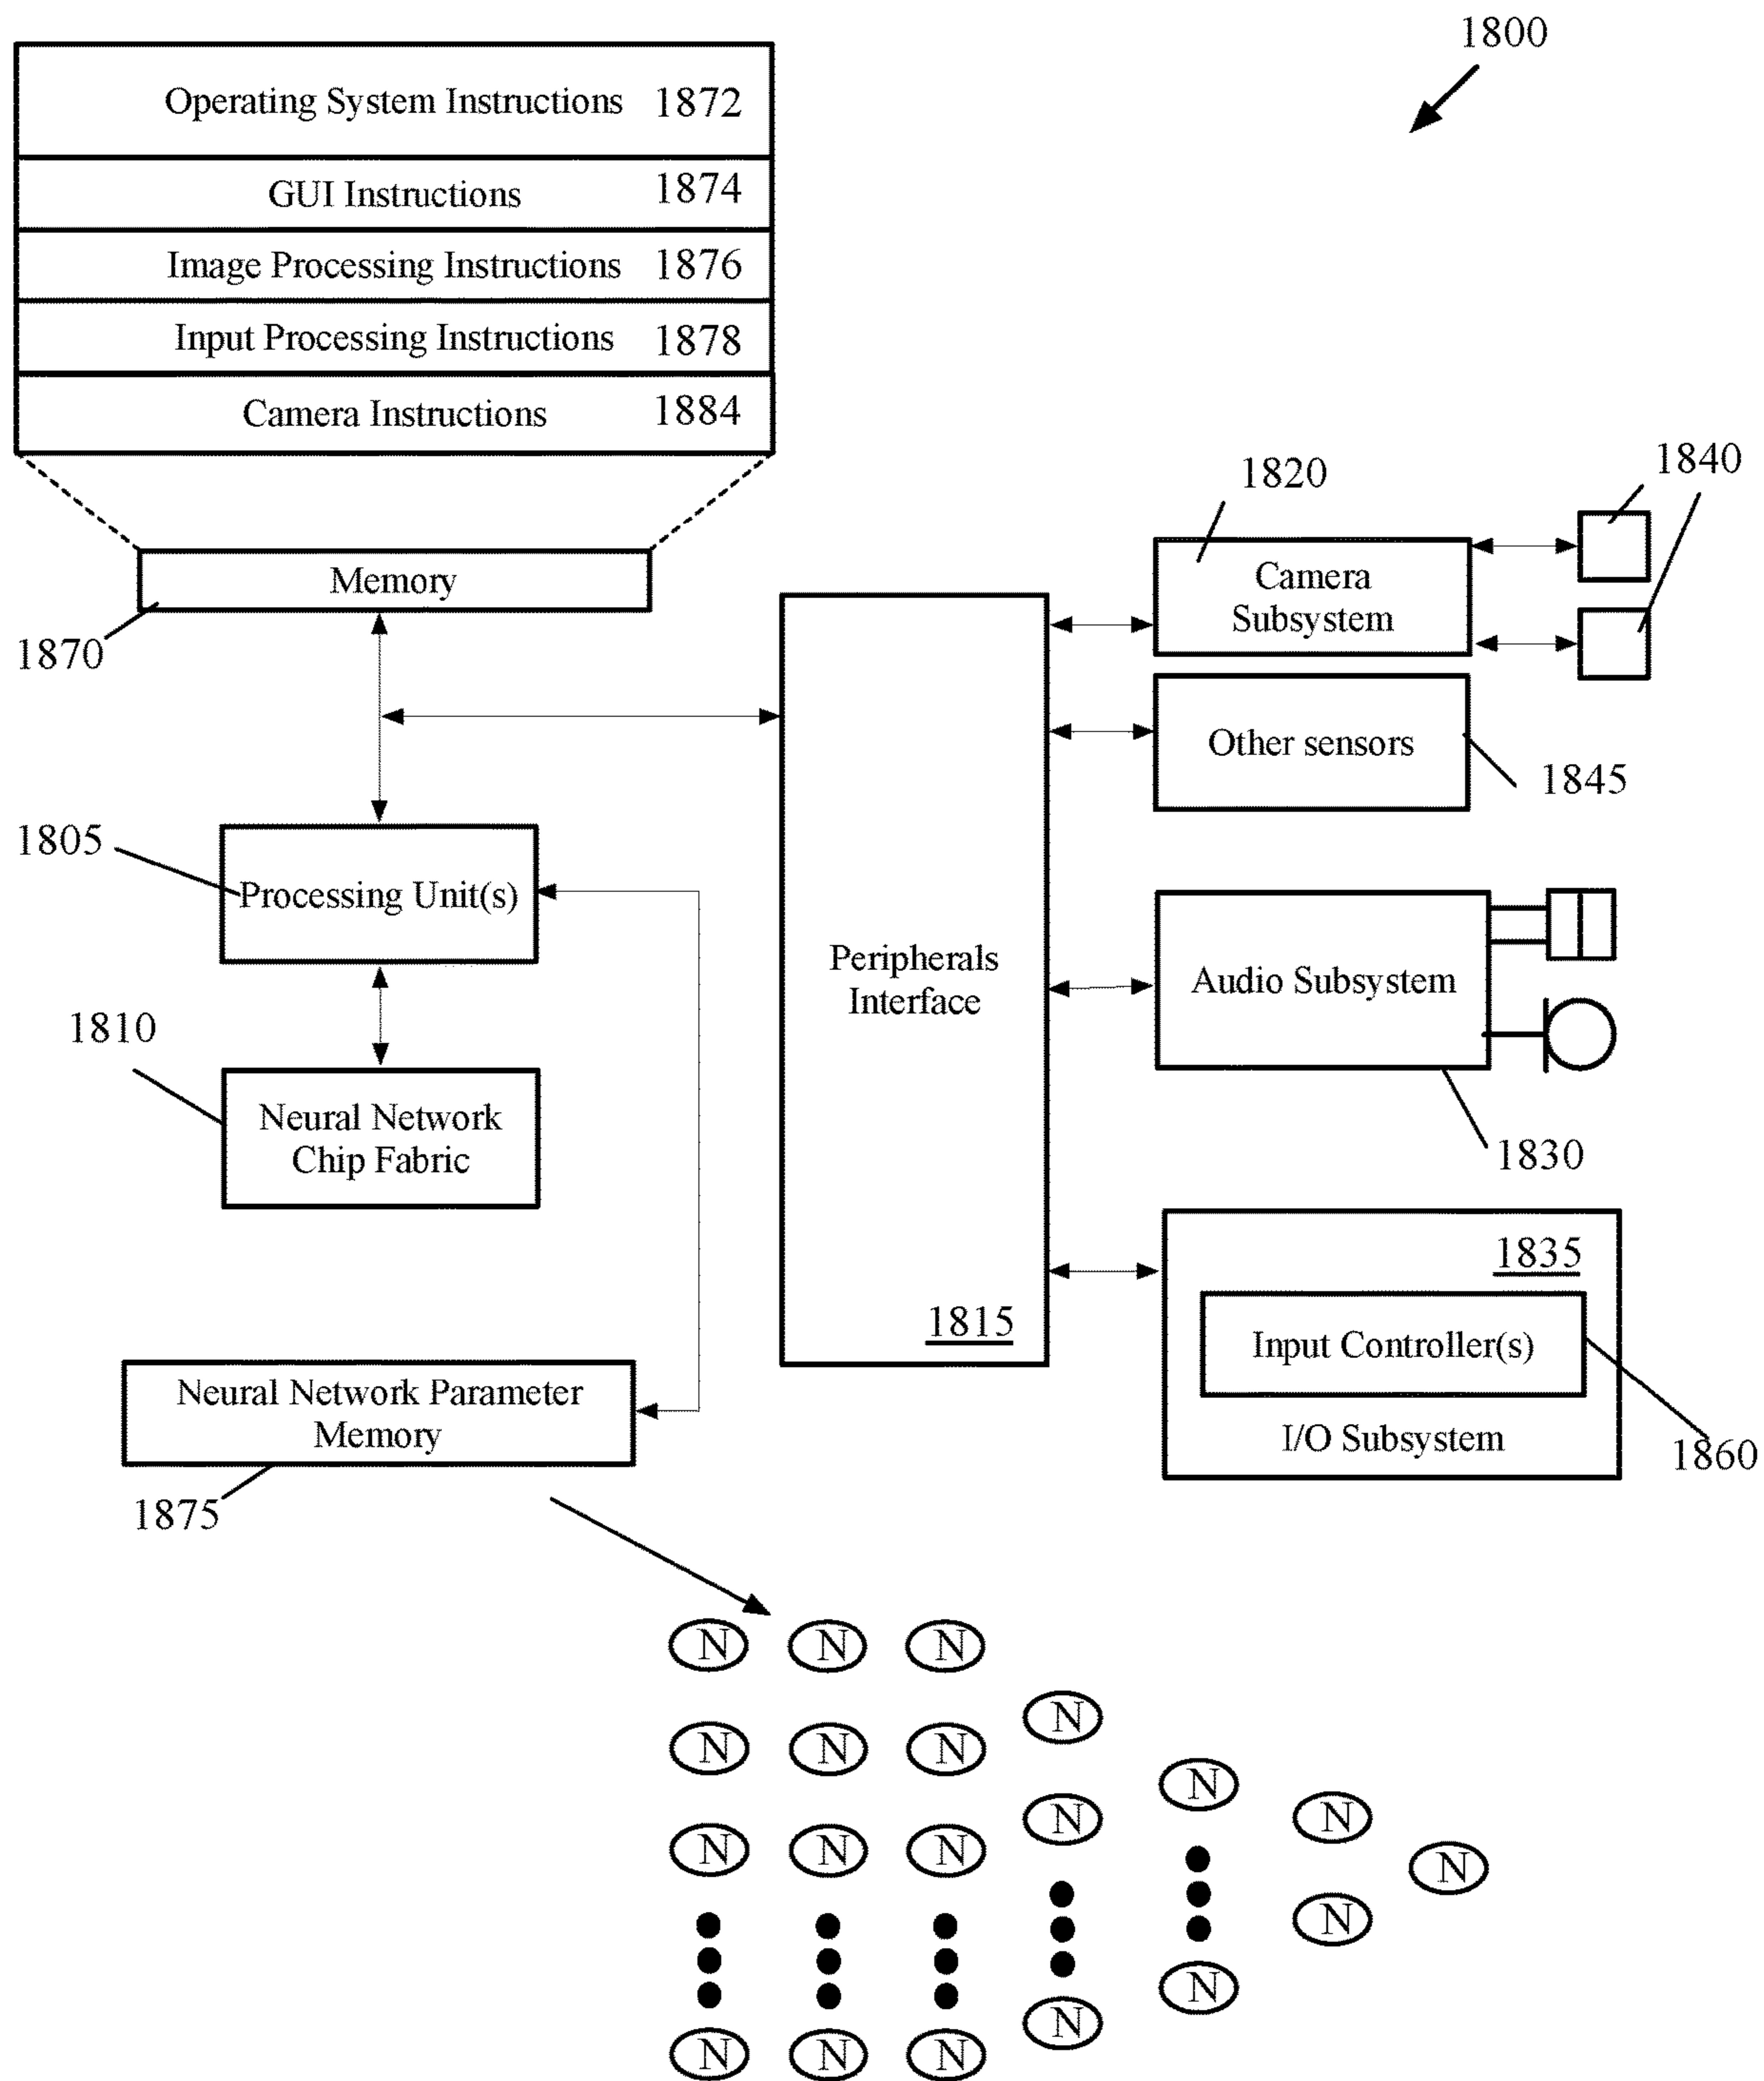 1800
Operating System Instructions 1872
GUI Instructions 1874
Image Processing Instructions 1876
Input Processing Instructions 1878
Camera Instructions 1884
Memory
1870
1820
1840
Camera
Subsystem
Other sensors
1845
1805
Processing Unit(s)
1810
Neural Network
Chip Fabric
Peripherals
Interface
1815
Audio Subsystem
1830
1835
Input Controller(s)
I/O Subsystem
1860
Neural Network Parameter
Memory
1875
N N N
N
N N N
N
N
N
N N N
N
N
N
N
N
N N N